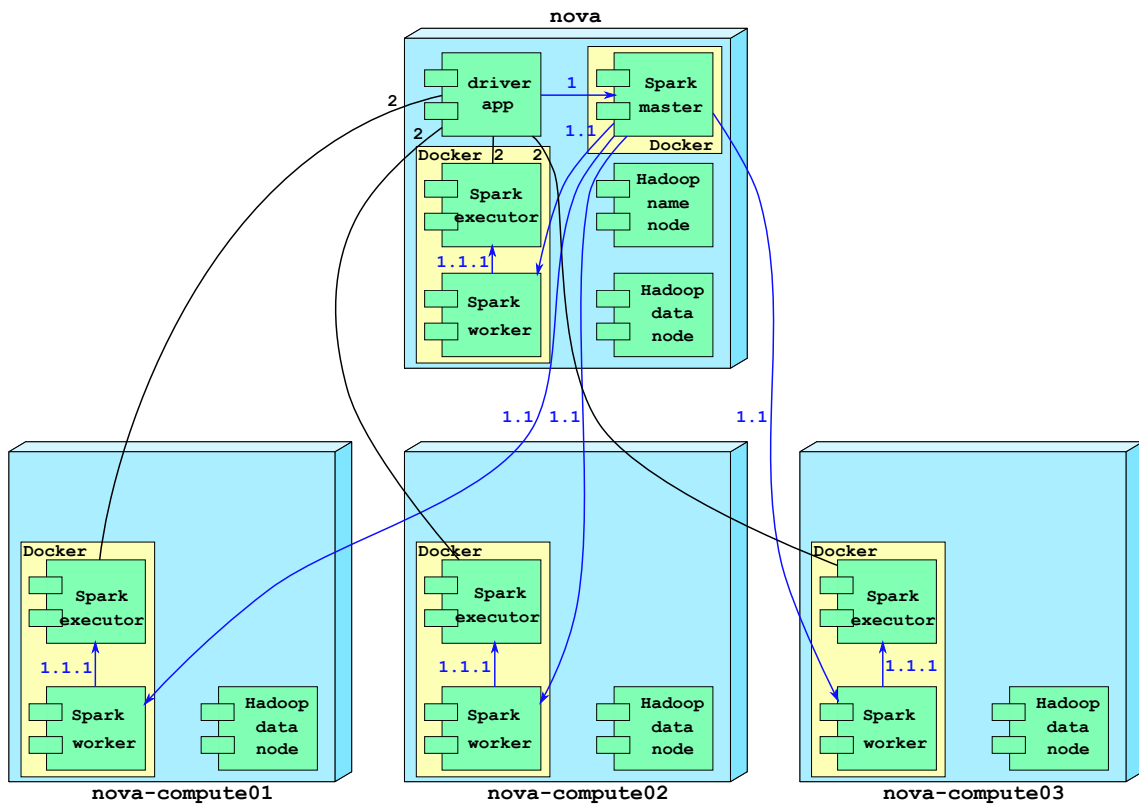 nova
driver
app
1
Spark
master
Docker
2
2
2
2
1.1
Docker
Spark
executor
1.1.1
Spark
worker
Hadoop
name
node
Hadoop
data
node
1.1
1.1
1.1
Docker
Spark
executor
1.1.1
Spark
worker
Hadoop
data
node
nova-compute01
Docker
Spark
executor
1.1.1
Spark
worker
Hadoop
data
node
nova-compute02
Docker
Spark
executor
1.1.1
Spark
worker
Hadoop
data
node
nova-compute03